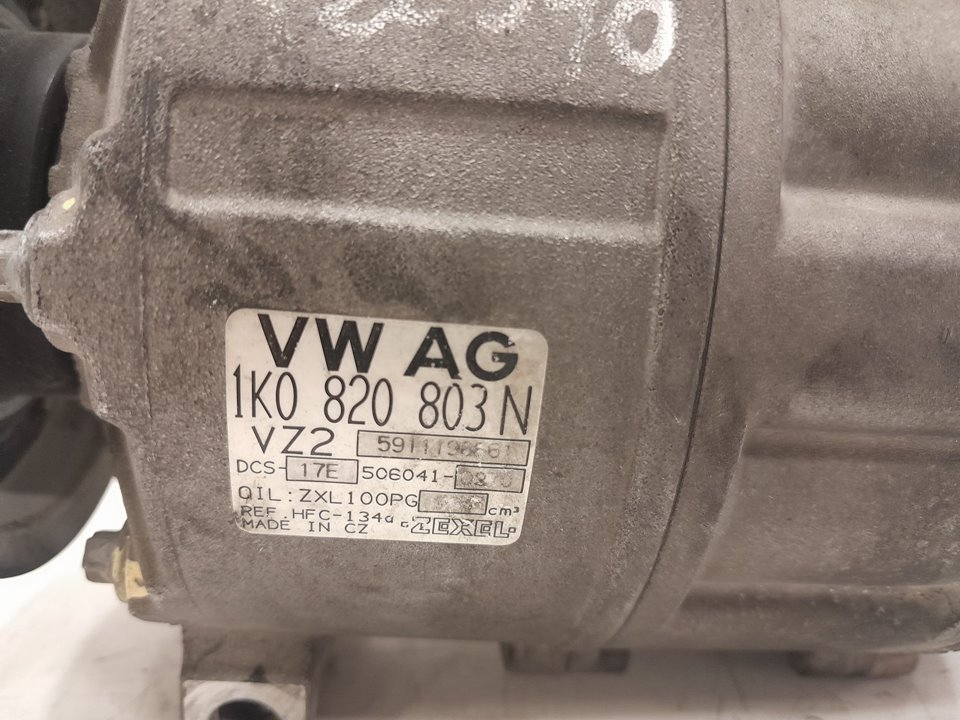 VW AG
1K0 820 803 N
VZ2
DCS-17E 506041-
OIL:ZXL100PG cm³
REF.HFC-134a ZEXEL
MADE IN CZ